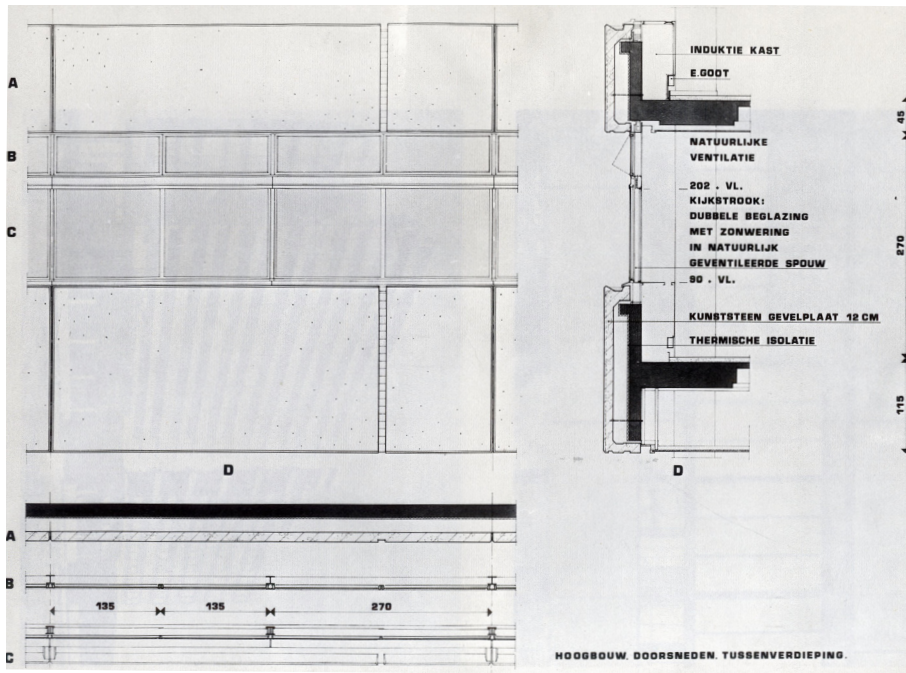 A
B
C
D
A
B
135 135 270
C
INDUKTIE KAST
E.GOOT
NATUURLIJKE
VENTILATIE
202 . VL.
KIJKSTROOK:
DUBBELE BEGLAZING
MET ZONWERING
IN NATUURLIJK
GEVENTILEERDE SPOUW
90 . VL.
KUNSTSTEEN GEVELPLAAT 12 CM
THERMISCHE ISOLATIE
45
270
115
D
HOOGBOUW. DOORSNEDEN. TUSSENVERDIEPING.